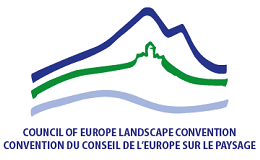 COUNCIL OF EUROPE LANDSCAPE CONVENTION
CONVENTION DU CONSEIL DE L'EUROPE SUR LE PAYSAGE